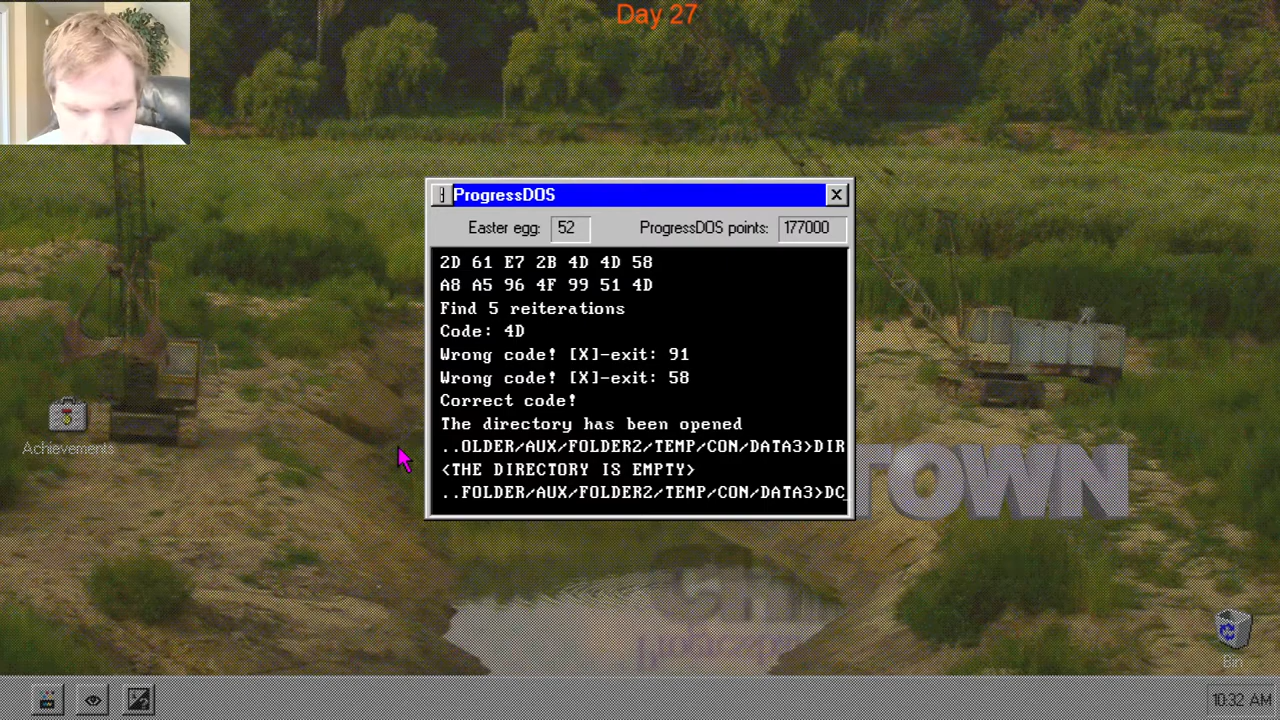 Day 27
ProgressDOS
Easter egg: 52 ProgressDOS points: 177000
2D 61 E7 2B 4D 4D 58
A8 A5 96 4F 99 51 4D
Find 5 reiterations
Code: 4D
Wrong code! [X]-exit: 91
Wrong code! [X]-exit: 58
Correct code!
The directory has been opened
..OLDER/AUX/FOLDER2/TEMP/CON/DATA3>DIR
<THE DIRECTORY IS EMPTY>
..FOLDER/AUX/FOLDER2/TEMP/CON/DATA3>DC_
Achievements
TOWN
Bin
10:32 AM